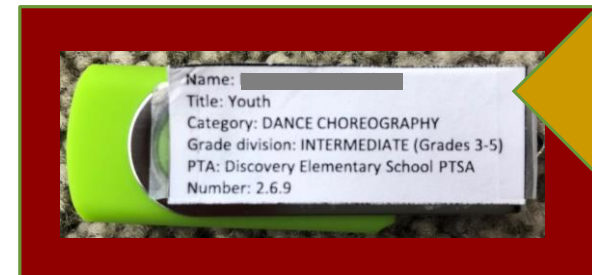 Name:
Title: Youth
Category: DANCE CHOREOGRAPHY
Grade division: INTERMEDIATE (Grades 3-5)
PTA: Discovery Elementary School PTSA
Number: 2.6.9